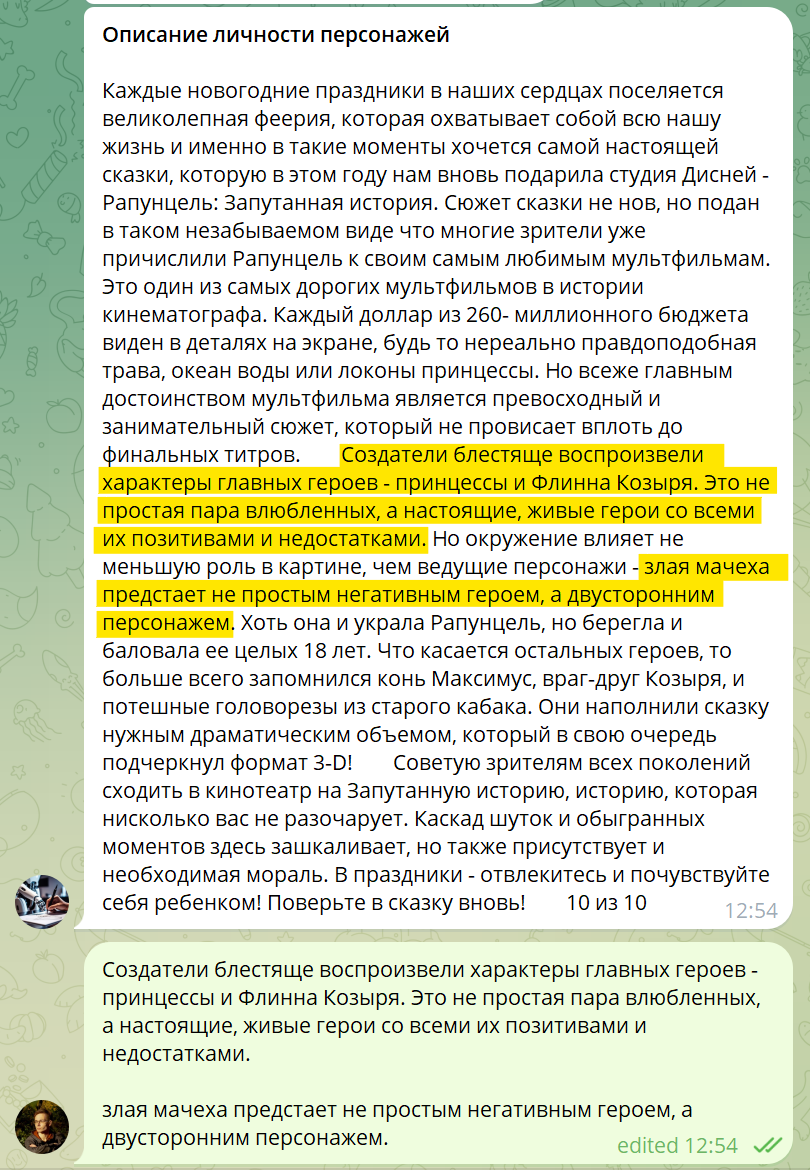 Описание личности персонажей
Каждые новогодние праздники в наших сердцах поселяется
великолепная феерия, которая охватывает собой всю нашу
жизнь и именно в такие моменты хочется самой настоящей
сказки, которую в этом году нам вновь подарила студия Дисней -
Рапунцель: Запутанная история. Сюжет сказки не нов, но подан
в таком незабываемом виде что многие зрители уже
причислили Рапунцель к своим самым любимым мультфильмам.
Это один из самых дорогих мультфильмов в истории
кинематографа. Каждый доллар из 260- миллионного бюджета
виден в деталях на экране, будь то нереально правдоподобная
трава, океан воды или локоны принцессы. Но всеже главным
достоинством мультфильма является превосходный и
занимательный сюжет, который не провисает вплоть до
финальных титров. Создатели блестяще воспроизвели
характеры главных героев - принцессы и Флинна Козыря. Это не
простая пара влюбленных, а настоящие, живые герои со всеми
их позитивами и недостатками. Но окружение влияет не
меньшую роль в картине, чем ведущие персонажи - злая мачеха
предстает не простым негативным героем, а двусторонним
персонажем. Хоть она и украла Рапунцель, но берегла и
баловала ее целых 18 лет. Что касается остальных героев, то
больше всего запомнился конь Максимус, враг-друг Козыря, и
потешные головорезы из старого кабака. Они наполнили сказку
нужным драматическим объемом, который в свою очередь
подчеркнул формат 3-D! Советую зрителям всех поколений
сходить в кинотеатр на Запутанную историю, историю, которая
нисколько вас не разочарует. Каскад шуток и обыгранных
моментов здесь зашкаливает, но также присутствует и
необходимая мораль. В праздники - отвлекитесь и почувствуйте
себя ребенком! Поверьте в сказку вновь! 10 из 10
12:54
Создатели блестяще воспроизвели характеры главных героев -
принцессы и Флинна Козыря. Это не простая пара влюбленных,
а настоящие, живые герои со всеми их позитивами и
недостатками.
злая мачеха предстает не простым негативным героем, а
двусторонним персонажем.
edited 12:54